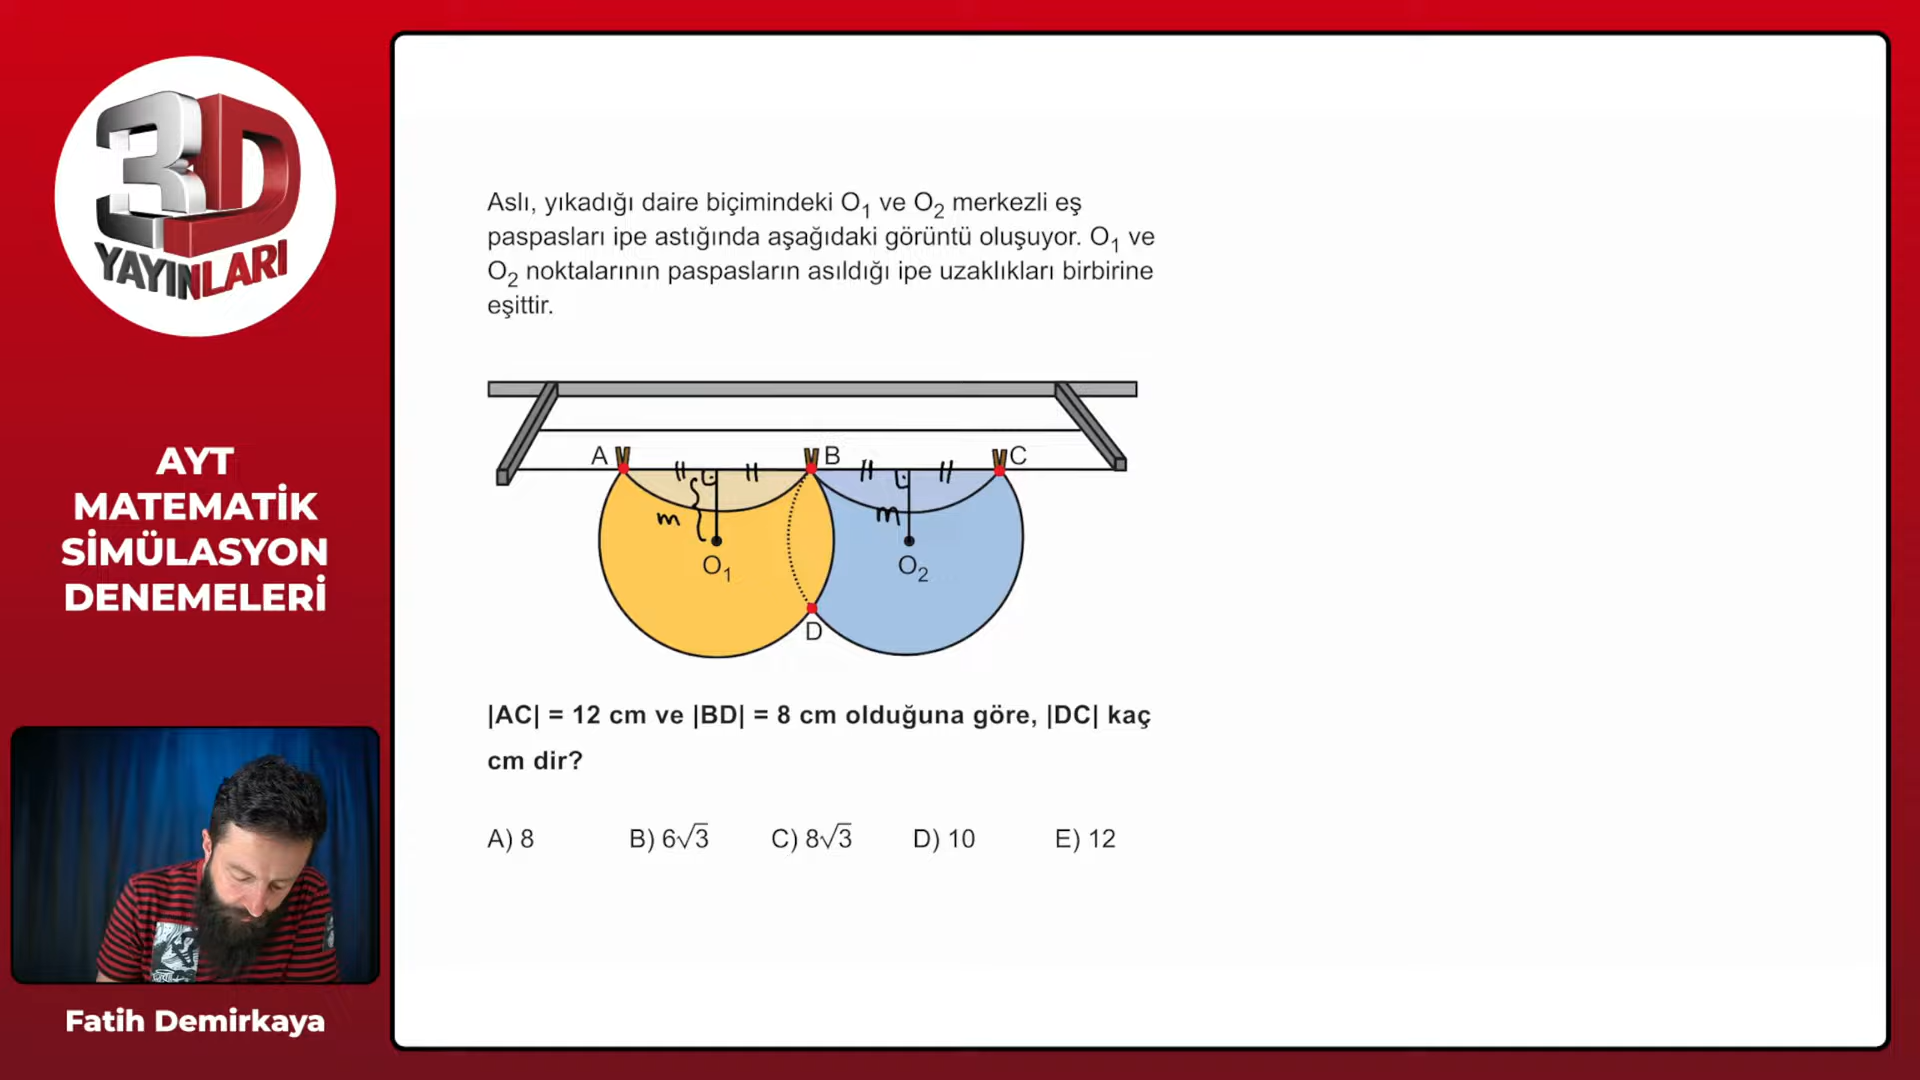 3D
YAYINLARI
AYT
MATEMATİK
SİMÜLASYON
DENEMELERİ
Fatih Demirkaya
Aslı, yıkadığı daire biçimindeki O₁ ve O₂ merkezli eş
paspasları ipe astığında aşağıdaki görüntü oluşuyor. O₁ ve
O₂ noktalarının paspasların asıldığı ipe uzaklıkları birbirine
eşittir.
A B C
m m
O₁ O₂
D
|AC| = 12 cm ve |BD| = 8 cm olduğuna göre, |DC| kaç
cm dir?
A) 8 B) 6√3 C) 8√3 D) 10 E) 12